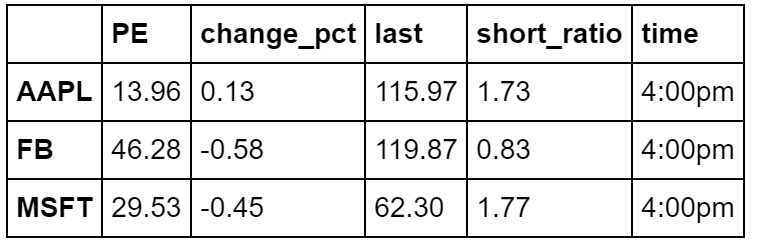 PE change_pct last short_ratio time
AAPL 13.96 0.13 115.97 1.73 4:00pm
FB 46.28 -0.58 119.87 0.83 4:00pm
MSFT 29.53 -0.45 62.30 1.77 4:00pm